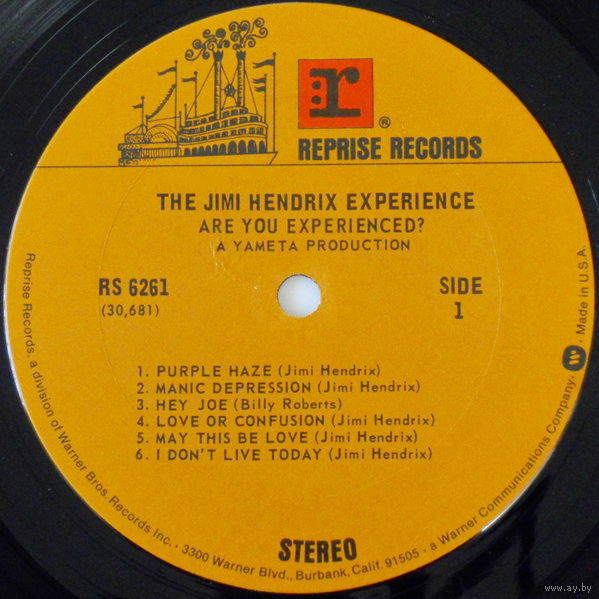 r
®
REPRISE RECORDS
THE JIMI HENDRIX EXPERIENCE
ARE YOU EXPERIENCED?
A YAMETA PRODUCTION
RS 6261
(30,681)
SIDE
1
1. PURPLE HAZE (Jimi Hendrix)
2. MANIC DEPRESSION (Jimi Hendrix)
3. HEY JOE (Billy Roberts)
4. LOVE OR CONFUSION (Jimi Hendrix)
5. MAY THIS BE LOVE (Jimi Hendrix)
6. I DON'T LIVE TODAY (Jimi Hendrix)
STEREO
Reprise Records, a division of Warner Bros. Records Inc. · 3300 Warner Blvd., Burbank, Calif. 91505 · a Warner Communications Company. · Made in U.S.A.
www.ay.by